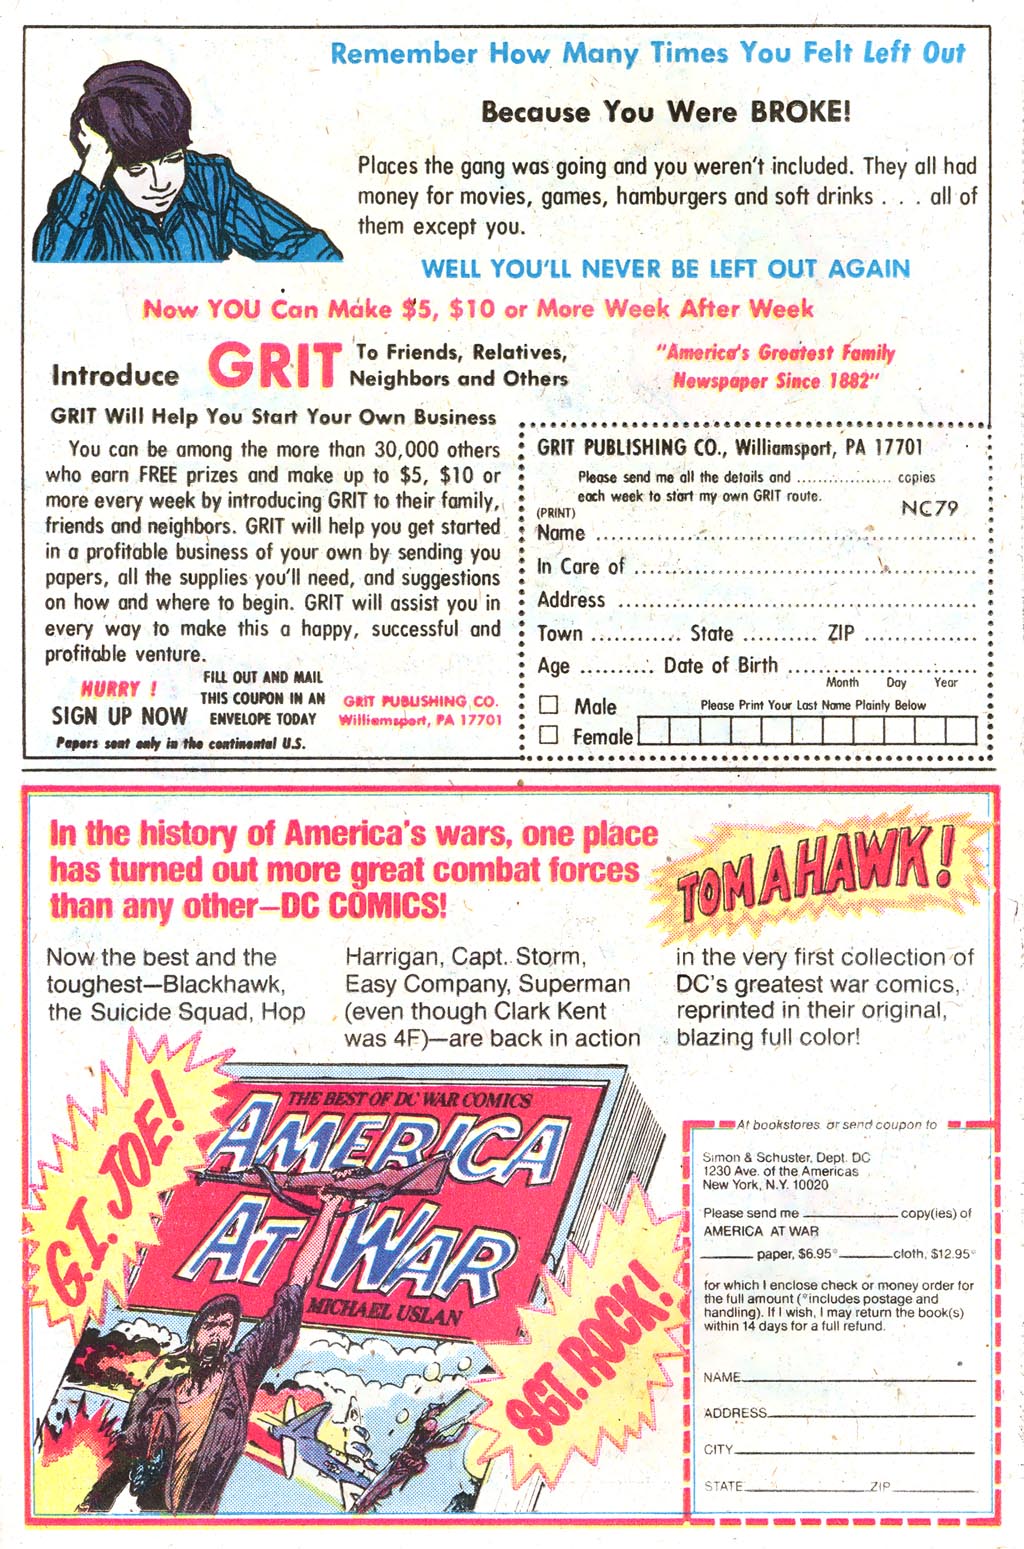 Remember How Many Times You Felt Left Out
Because You Were BROKE!
Places the gang was going and you weren't included. They all had
money for movies, games, hamburgers and soft drinks . . . all of
them except you.
WELL YOU'LL NEVER BE LEFT OUT AGAIN
Now YOU Can Make $5, $10 or More Week After Week
Introduce GRIT To Friends, Relatives,
Neighbors and Others
"America's Greatest Family
Newspaper Since 1882"
GRIT Will Help You Start Your Own Business
You can be among the more than 30,000 others
who earn FREE prizes and make up to $5, $10 or
more every week by introducing GRIT to their family,
friends and neighbors. GRIT will help you get started
in a profitable business of your own by sending you
papers, all the supplies you'll need, and suggestions
on how and where to begin. GRIT will assist you in
every way to make this a happy, successful and
profitable venture.
HURRY !
SIGN UP NOW
FILL OUT AND MAIL
THIS COUPON IN AN
ENVELOPE TODAY
GRIT PUBLISHING CO.
Williamsport, PA 17701
Papers sent only in the continental U.S.
GRIT PUBLISHING CO., Williamsport, PA 17701
Please send me all the details and ................. copies
each week to start my own GRIT route.
NC79
(PRINT)
Name
In Care of
Address
Town ............ State .......... ZIP
Age .......... Date of Birth
Month Day Year
Male
Female
Please Print Your Last Name Plainly Below
In the history of America's wars, one place
has turned out more great combat forces
than any other—DC COMICS!
TOMAHAWK!
Now the best and the
toughest—Blackhawk,
the Suicide Squad, Hop
Harrigan, Capt. Storm,
Easy Company, Superman
(even though Clark Kent
was 4F)—are back in action
in the very first collection of
DC's greatest war comics,
reprinted in their original,
blazing full color!
G.I. JOE!
THE BEST OF DC WAR COMICS
AMERICA
AT WAR
MICHAEL USLAN
SGT. ROCK!
At bookstores, or send coupon to
Simon & Schuster, Dept. DC
1230 Ave. of the Americas
New York, N.Y. 10020
Please send me ________ copy(ies) of
AMERICA AT WAR
____ paper, $6.95* ____ cloth, $12.95*
for which I enclose check or money order for
the full amount (*includes postage and
handling). If I wish, I may return the book(s)
within 14 days for a full refund.
NAME
ADDRESS
CITY
STATE ________ ZIP